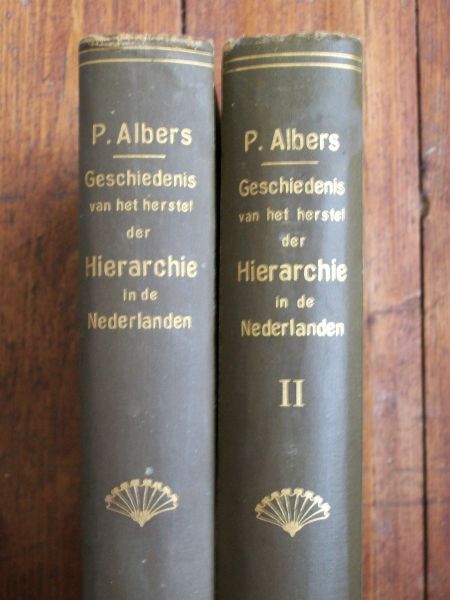 P. Albers
Geschiedenis
van het herstel
der
Hierarchie
in de
Nederlanden
P. Albers
Geschiedenis
van het herstel
der
Hierarchie
in de
Nederlanden
II